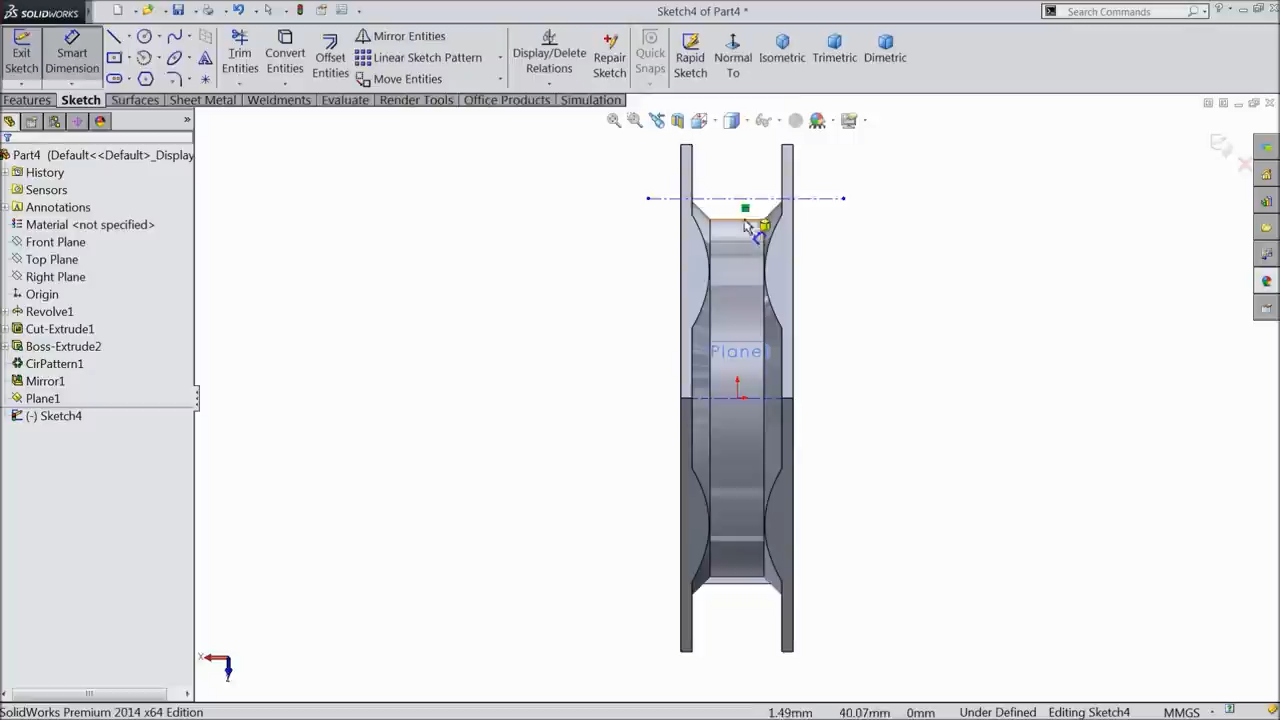 SOLIDWORKS
Sketch4 of Part4 *
Search Commands
Exit Sketch
Smart Dimension
Trim Entities
Convert Entities
Offset Entities
Mirror Entities
Linear Sketch Pattern
Move Entities
Display/Delete Relations
Repair Sketch
Quick Snaps
Rapid Sketch
Normal To
Isometric
Trimetric
Dimetric
Features
Sketch
Surfaces
Sheet Metal
Weldments
Evaluate
Render Tools
Office Products
Simulation
Part4 (Default<<Default>_Display
History
Sensors
Annotations
Material <not specified>
Front Plane
Top Plane
Right Plane
Origin
Revolve1
Cut-Extrude1
Boss-Extrude2
CirPattern1
Mirror1
Plane1
(-) Sketch4
Plane
X
Z
SolidWorks Premium 2014 x64 Edition
1.49mm
40.07mm
0mm
Under Defined
Editing Sketch4
MMGS